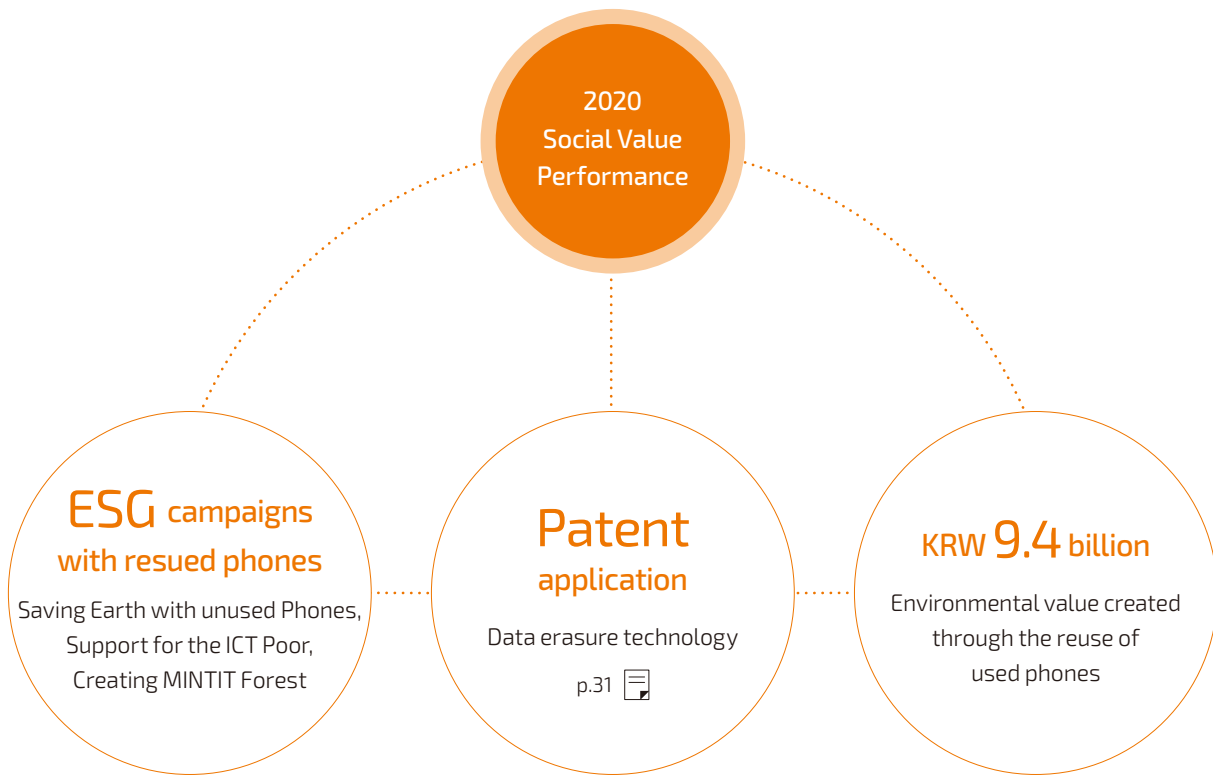 2020
Social Value
Performance
ESG campaigns
with resued phones
Saving Earth with unused Phones,
Support for the ICT Poor,
Creating MINTIT Forest
Patent
application
Data erasure technology
p.31
KRW 9.4 billion
Environmental value created
through the reuse of
used phones